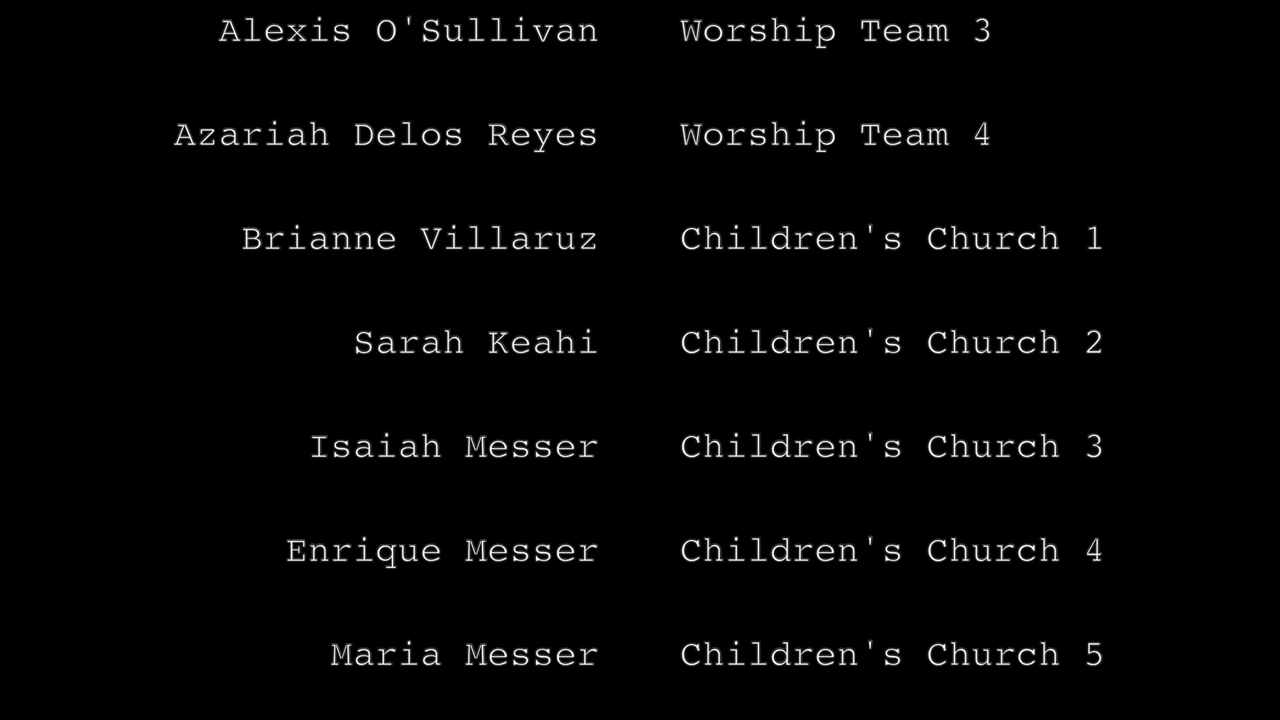 Alexis O'Sullivan Worship Team 3
Azariah Delos Reyes Worship Team 4
Brianne Villaruz Children's Church 1
Sarah Keahi Children's Church 2
Isaiah Messer Children's Church 3
Enrique Messer Children's Church 4
Maria Messer Children's Church 5